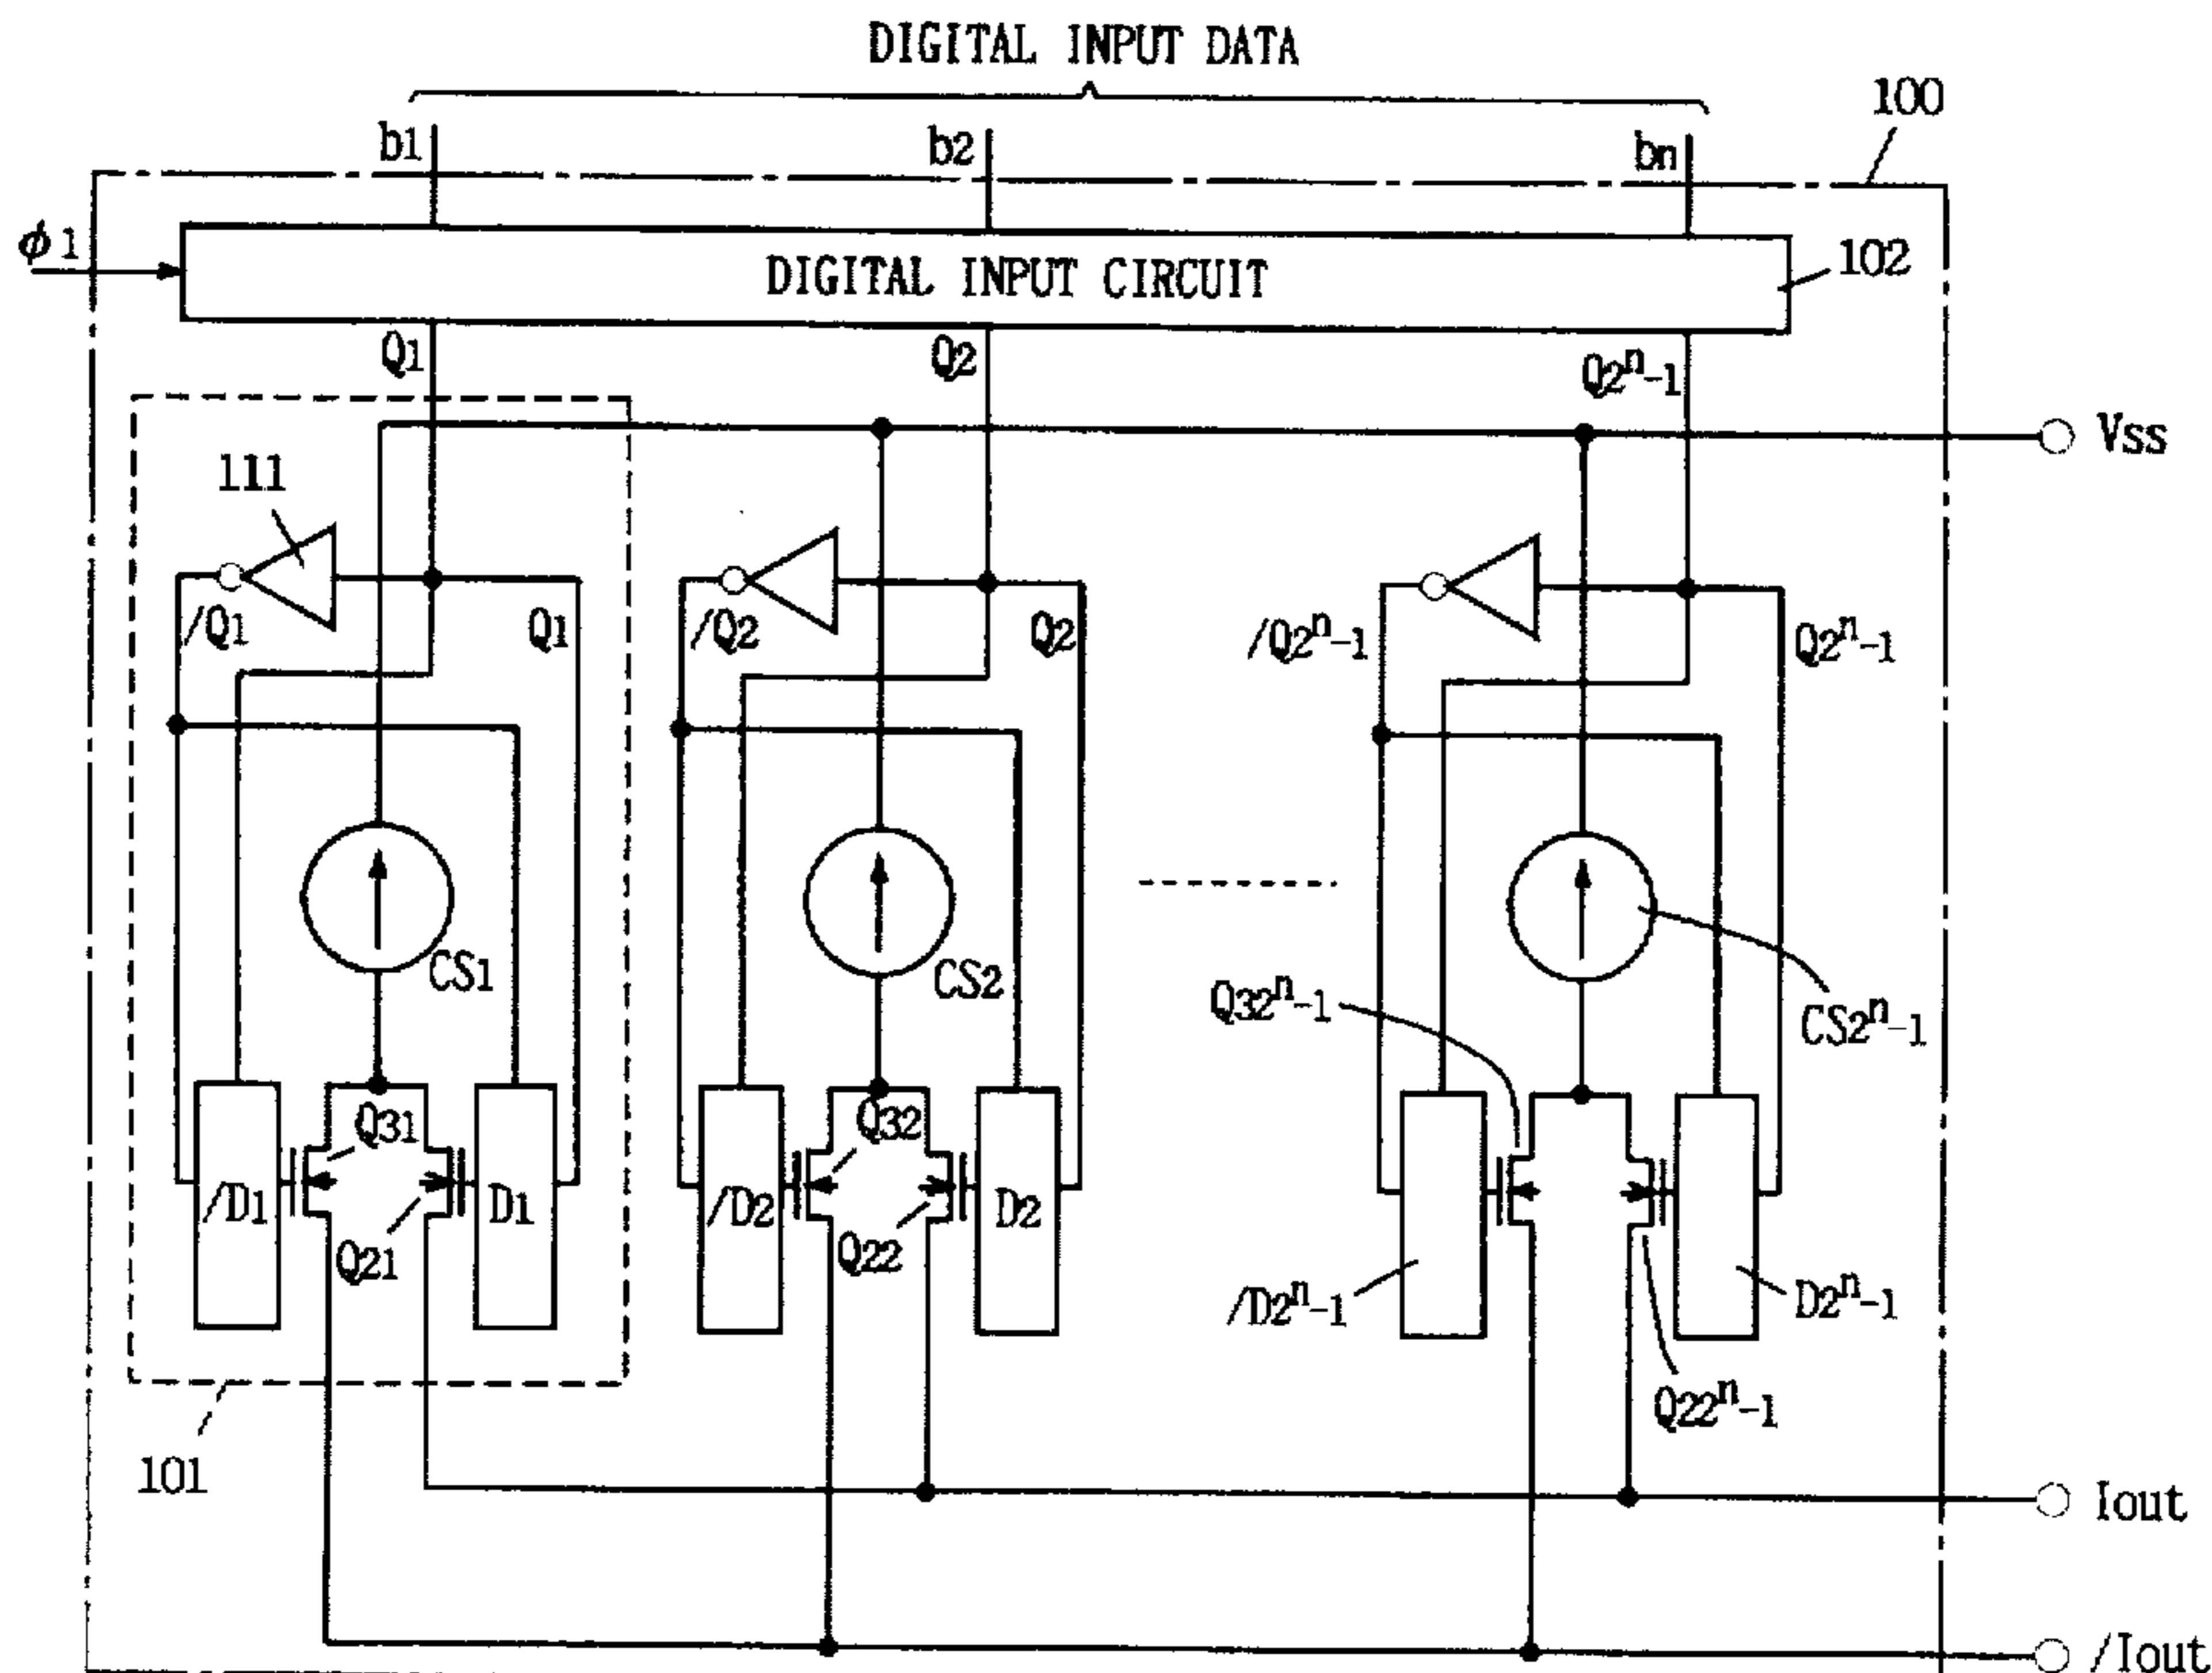 DIGITAL INPUT DATA
100
b1
b2
bn
ϕ1
DIGITAL INPUT CIRCUIT
102
Q1
Q2
Q2ⁿ-1
Vss
111
/Q1
Q1
/Q2
Q2
/Q2ⁿ-1
Q2ⁿ-1
CS1
CS2
Q32ⁿ-1
CS2ⁿ-1
Q31
Q32
/D1
D1
/D2
D2
Q21
Q22
/D2ⁿ-1
D2ⁿ-1
Q22ⁿ-1
101
Iout
/Iout